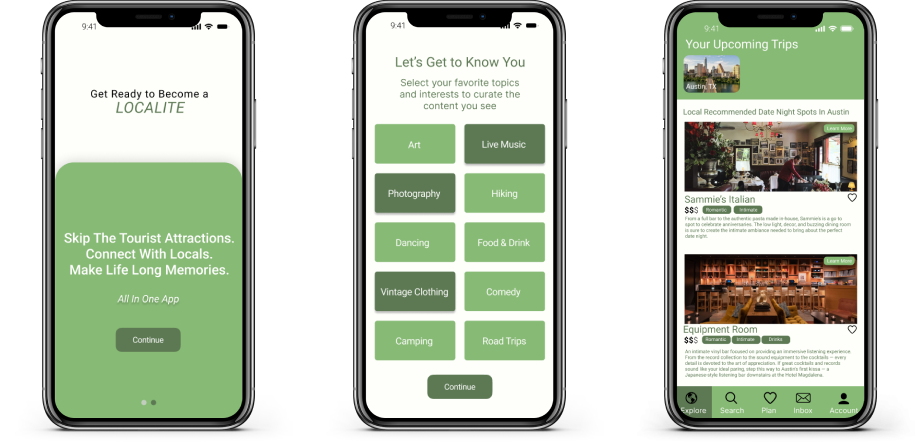 9:41
Get Ready to Become a
LOCALITE
Skip The Tourist Attractions.
Connect With Locals.
Make Life Long Memories.
All In One App
Continue
9:41
Let's Get to Know You
Select your favorite topics
and interests to curate the
content you see
Art
Live Music
Photography
Hiking
Dancing
Food & Drink
Vintage Clothing
Comedy
Camping
Road Trips
Continue
9:41
Your Upcoming Trips
Austin, TX
Local Recommended Date Night Spots In Austin
Learn More
Sammie's Italian
$$$ Romantic Intimate
From a full bar to the authentic pasta made in house, Sammie's is a go to
spot to celebrate anniversaries. The low light, decor, and buzzing dining room
is sure to create the intimate ambiance needed to bring about the perfect
date night.
Learn More
Equipment Room
$$$ Romantic Intimate Drinks
An intimate vinyl bar focused on providing an immersive listening experience.
From the record collection to the sound equipment to the cocktails — every
detail is devoted to the art of appreciation. If great cocktails and records
sound like your ideal pairing, step this way to Austin's first kissa — a
Japanese-style listening bar downstairs at the Hotel Magdalena.
Explore
Search
Plan
Inbox
Account